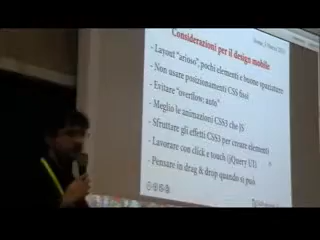 Considerazioni per il design mobile
- Layout "arioso", pochi elementi e buone spaziature
- Non usare posizionamenti CSS fissi
- Evitare "overflow: auto"
- Meglio le animazioni CSS3 che JS
- Sfruttare gli effetti CSS3 per creare elementi
- Lavorare con click e touch (jQuery UI)
- Pensare in drag & drop quando si può